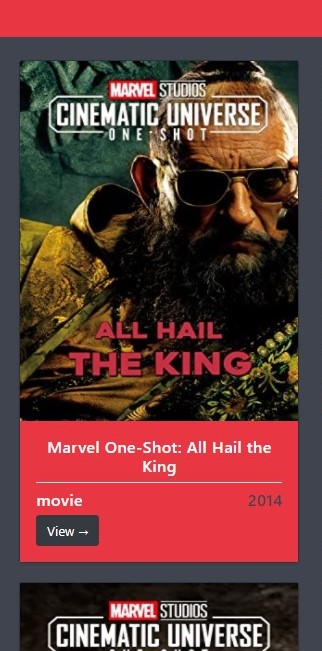 MARVEL STUDIOS
CINEMATIC UNIVERSE
ONE-SHOT
ALL HAIL
THE KING
Marvel One-Shot: All Hail the
King
movie 2014
View →
MARVEL STUDIOS
CINEMATIC UNIVERSE